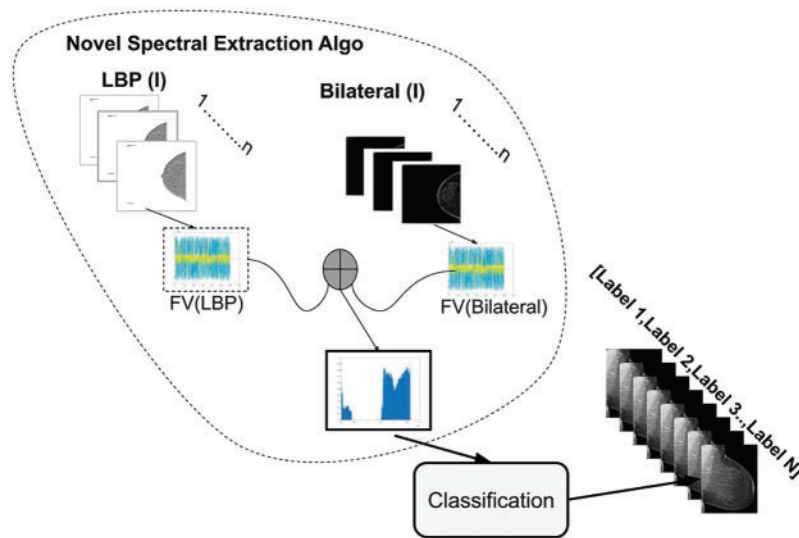 Novel Spectral Extraction Algo
LBP (I)
1.......n
Bilateral (I)
1.......n
FV(LBP)
FV(Bilateral)
[Label 1,Label 2,Label 3..,Label N]
Classification